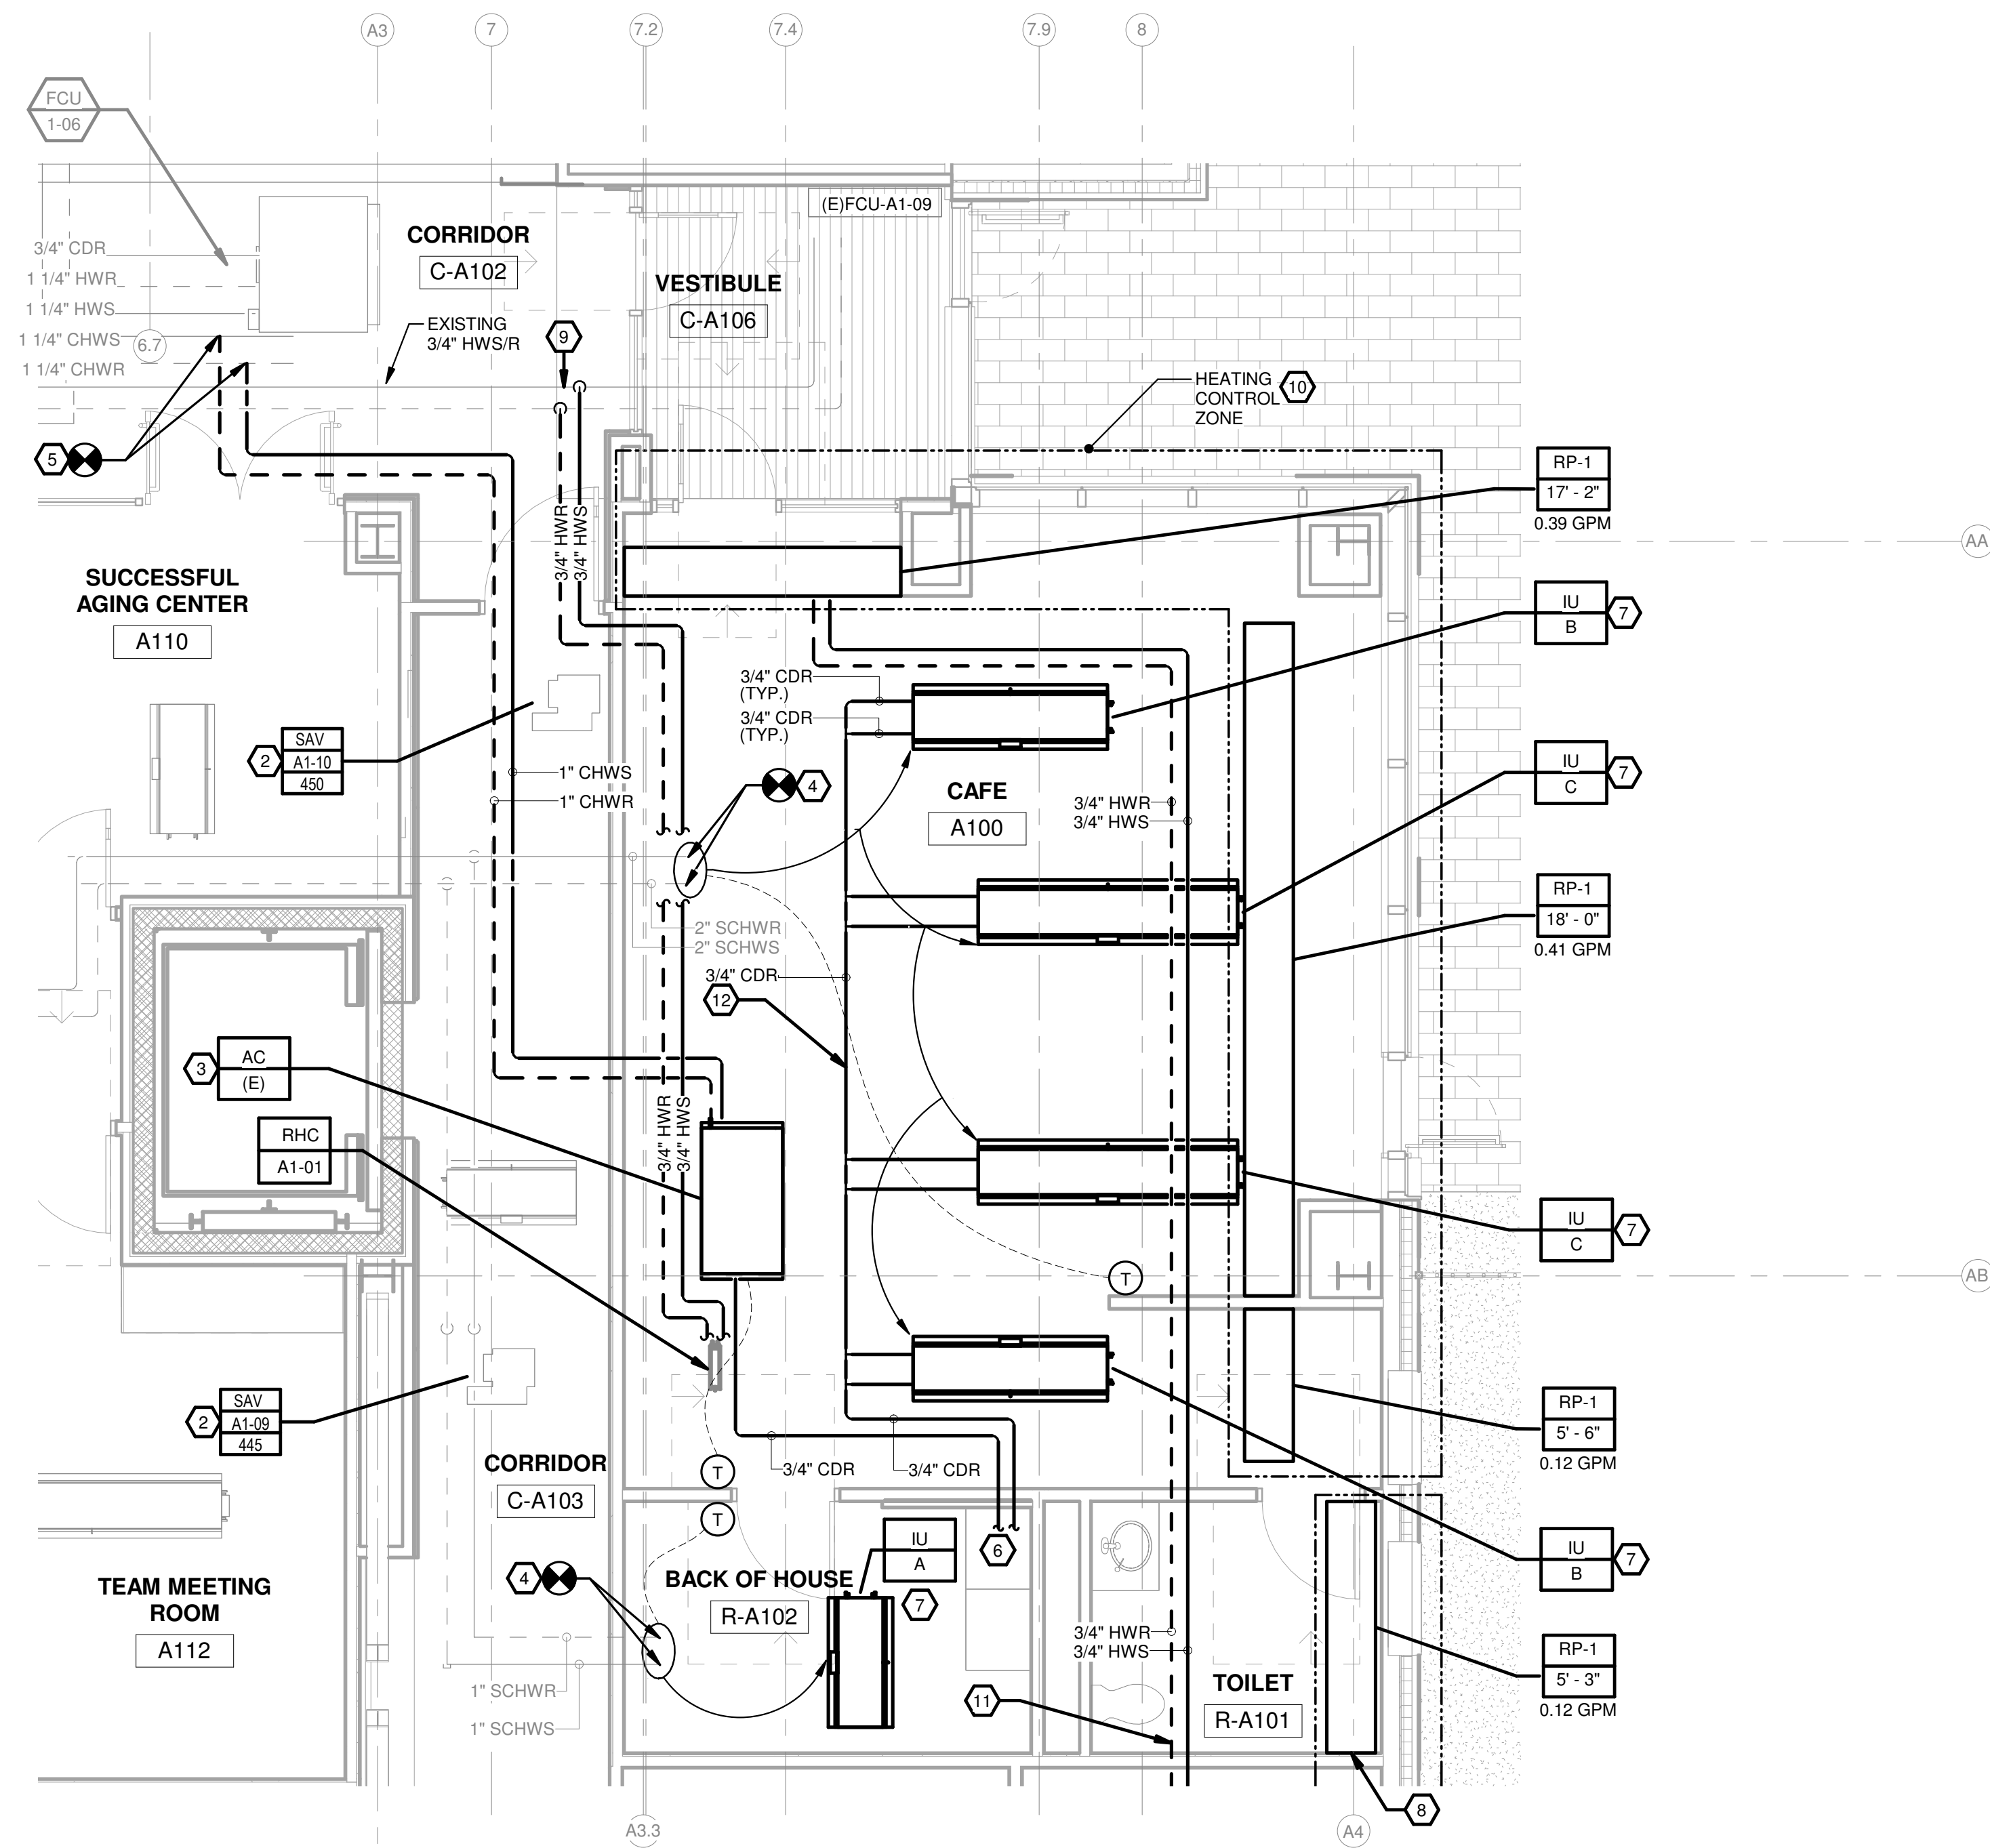 A3
7
7.2
7.4
7.9
8
FCU
1-06
(E)FCU-A1-09
CORRIDOR
C-A102
VESTIBULE
C-A106
3/4" CDR
1 1/4" HWR
1 1/4" HWS
1 1/4" CHWS
1 1/4" CHWR
6.7
EXISTING
3/4" HWS/R
9
HEATING
CONTROL
ZONE
10
5
RP-1
17' - 2"
0.39 GPM
3/4" HWR
3/4" HWS
AA
SUCCESSFUL
AGING CENTER
A110
IU
B
7
3/4" CDR
(TYP.)
3/4" CDR
(TYP.)
2
SAV
A1-10
450
1" CHWS
1" CHWR
4
CAFE
A100
3/4" HWR
3/4" HWS
IU
C
7
RP-1
18' - 0"
0.41 GPM
2" SCHWR
2" SCHWS
3/4" CDR
12
3
AC
(E)
RHC
A1-01
3/4" HWR
3/4" HWS
IU
C
7
T
AB
2
SAV
A1-09
445
RP-1
5' - 6"
0.12 GPM
CORRIDOR
C-A103
T
3/4" CDR
3/4" CDR
T
4
BACK OF HOUSE
R-A102
IU
A
7
6
IU
B
7
TEAM MEETING
ROOM
A112
3/4" HWR
3/4" HWS
1" SCHWR
1" SCHWS
11
TOILET
R-A101
RP-1
5' - 3"
0.12 GPM
8
A3.3
A4